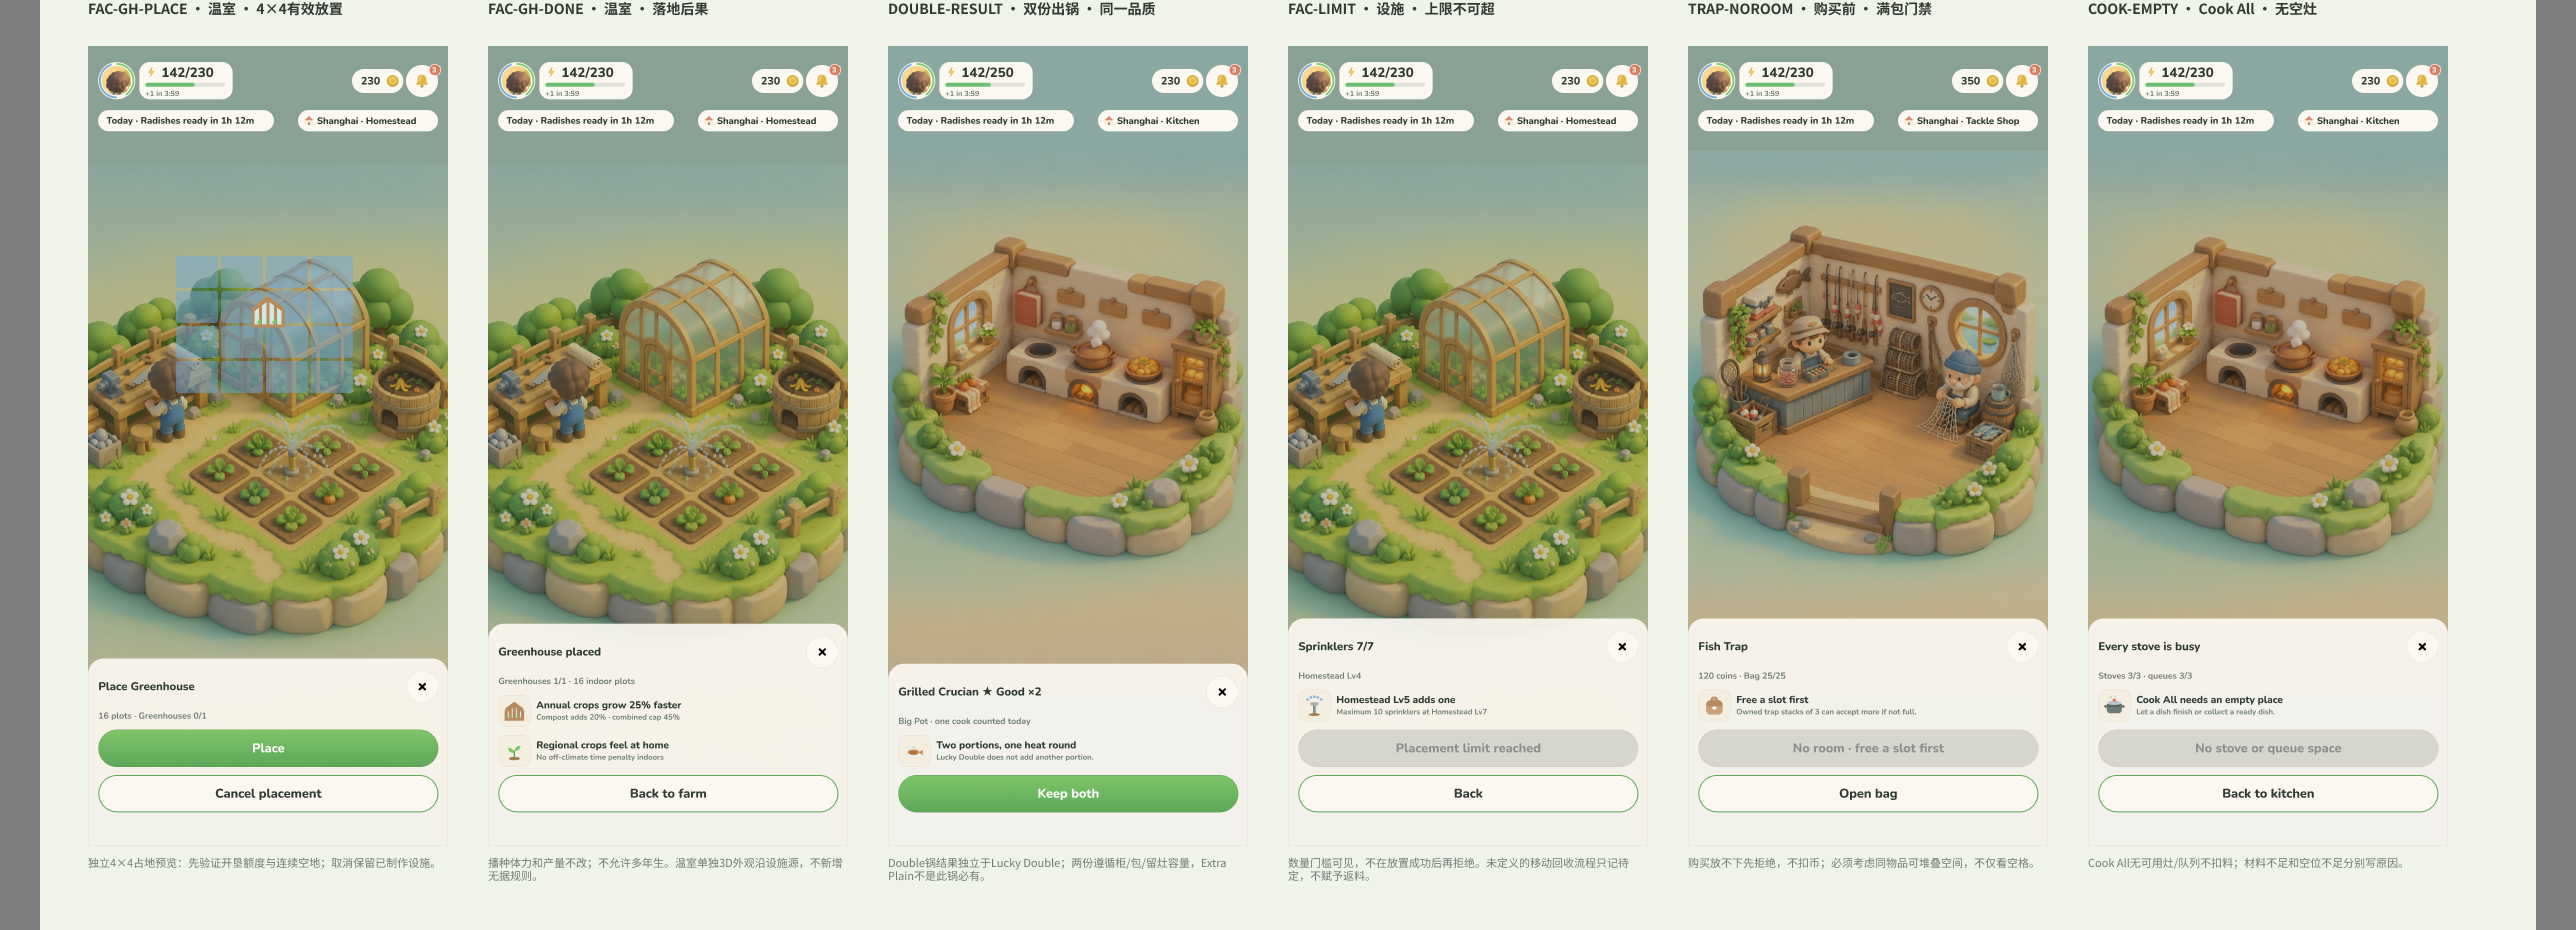 FAC-GH-PLACE • 温室 • 4×4有效放置
142/230
+1 in 3:59
230
3
Today · Radishes ready in 1h 12m
Shanghai · Homestead
Place Greenhouse
16 plots · Greenhouses 0/1
Place
Cancel placement
独立4×4占地预览：先验证开垦额度与连续空地；取消保留已制作设施。
FAC-GH-DONE • 温室 • 落地后果
142/230
+1 in 3:59
230
3
Today · Radishes ready in 1h 12m
Shanghai · Homestead
Greenhouse placed
Greenhouses 1/1 · 16 indoor plots
Annual crops grow 25% faster
Compost adds 20% · combined cap 45%
Regional crops feel at home
No off-climate time penalty indoors
Back to farm
播种体力和产量不改；不允许多年生。温室单独3D外观沿设施源，不新增
无据规则。
DOUBLE-RESULT • 双份出锅 • 同一品质
142/250
+1 in 3:59
230
3
Today · Radishes ready in 1h 12m
Shanghai · Kitchen
Grilled Crucian ★ Good ×2
Big Pot · one cook counted today
Two portions, one heat round
Lucky Double does not add another portion.
Keep both
Double锅结果独立于Lucky Double；两份遵循柜/包/留灶容量，Extra
Plain不是此锅必有。
FAC-LIMIT • 设施 • 上限不可超
142/230
+1 in 3:59
230
3
Today · Radishes ready in 1h 12m
Shanghai · Homestead
Sprinklers 7/7
Homestead Lv4
Homestead Lv5 adds one
Maximum 10 sprinklers at Homestead Lv7
Placement limit reached
Back
数量门槛可见，不在放置成功后再拒绝。未定义的移动回收流程只记待
定，不赋予返料。
TRAP-NOROOM • 购买前 • 满包门禁
142/230
+1 in 3:59
350
3
Today · Radishes ready in 1h 12m
Shanghai · Tackle Shop
Fish Trap
120 coins · Bag 25/25
Free a slot first
Owned trap stacks of 3 can accept more if not full.
No room · free a slot first
Open bag
购买放不下先拒绝，不扣币；必须考虑同物品可堆叠空间，不仅看空格。
COOK-EMPTY • Cook All • 无空灶
142/230
+1 in 3:59
230
3
Today · Radishes ready in 1h 12m
Shanghai · Kitchen
Every stove is busy
Stoves 3/3 · queues 3/3
Cook All needs an empty place
Let a dish finish or collect a ready dish.
No stove or queue space
Back to kitchen
Cook All无可用灶/队列不扣料；材料不足和空位不足分别写原因。